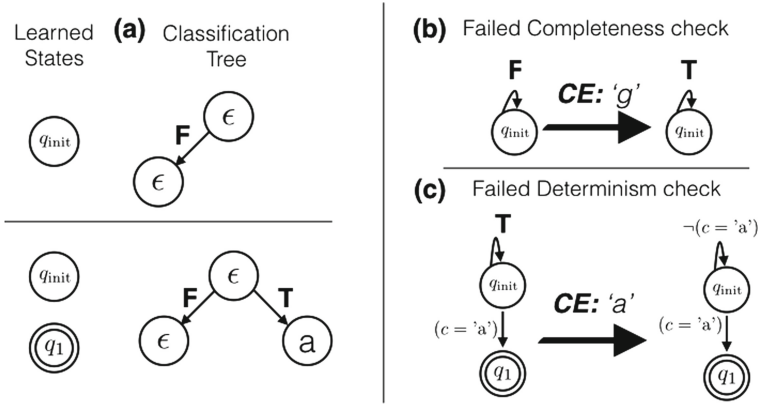 Learned States
(a) Classification Tree
q_init
ϵ
F
ϵ
q_init
q_1
ϵ
F T
ϵ a
(b) Failed Completeness check
F T
CE: 'g'
q_init q_init
(c) Failed Determinism check
T ¬(c = 'a')
q_init q_init
CE: 'a'
(c = 'a') (c = 'a')
q_1 q_1